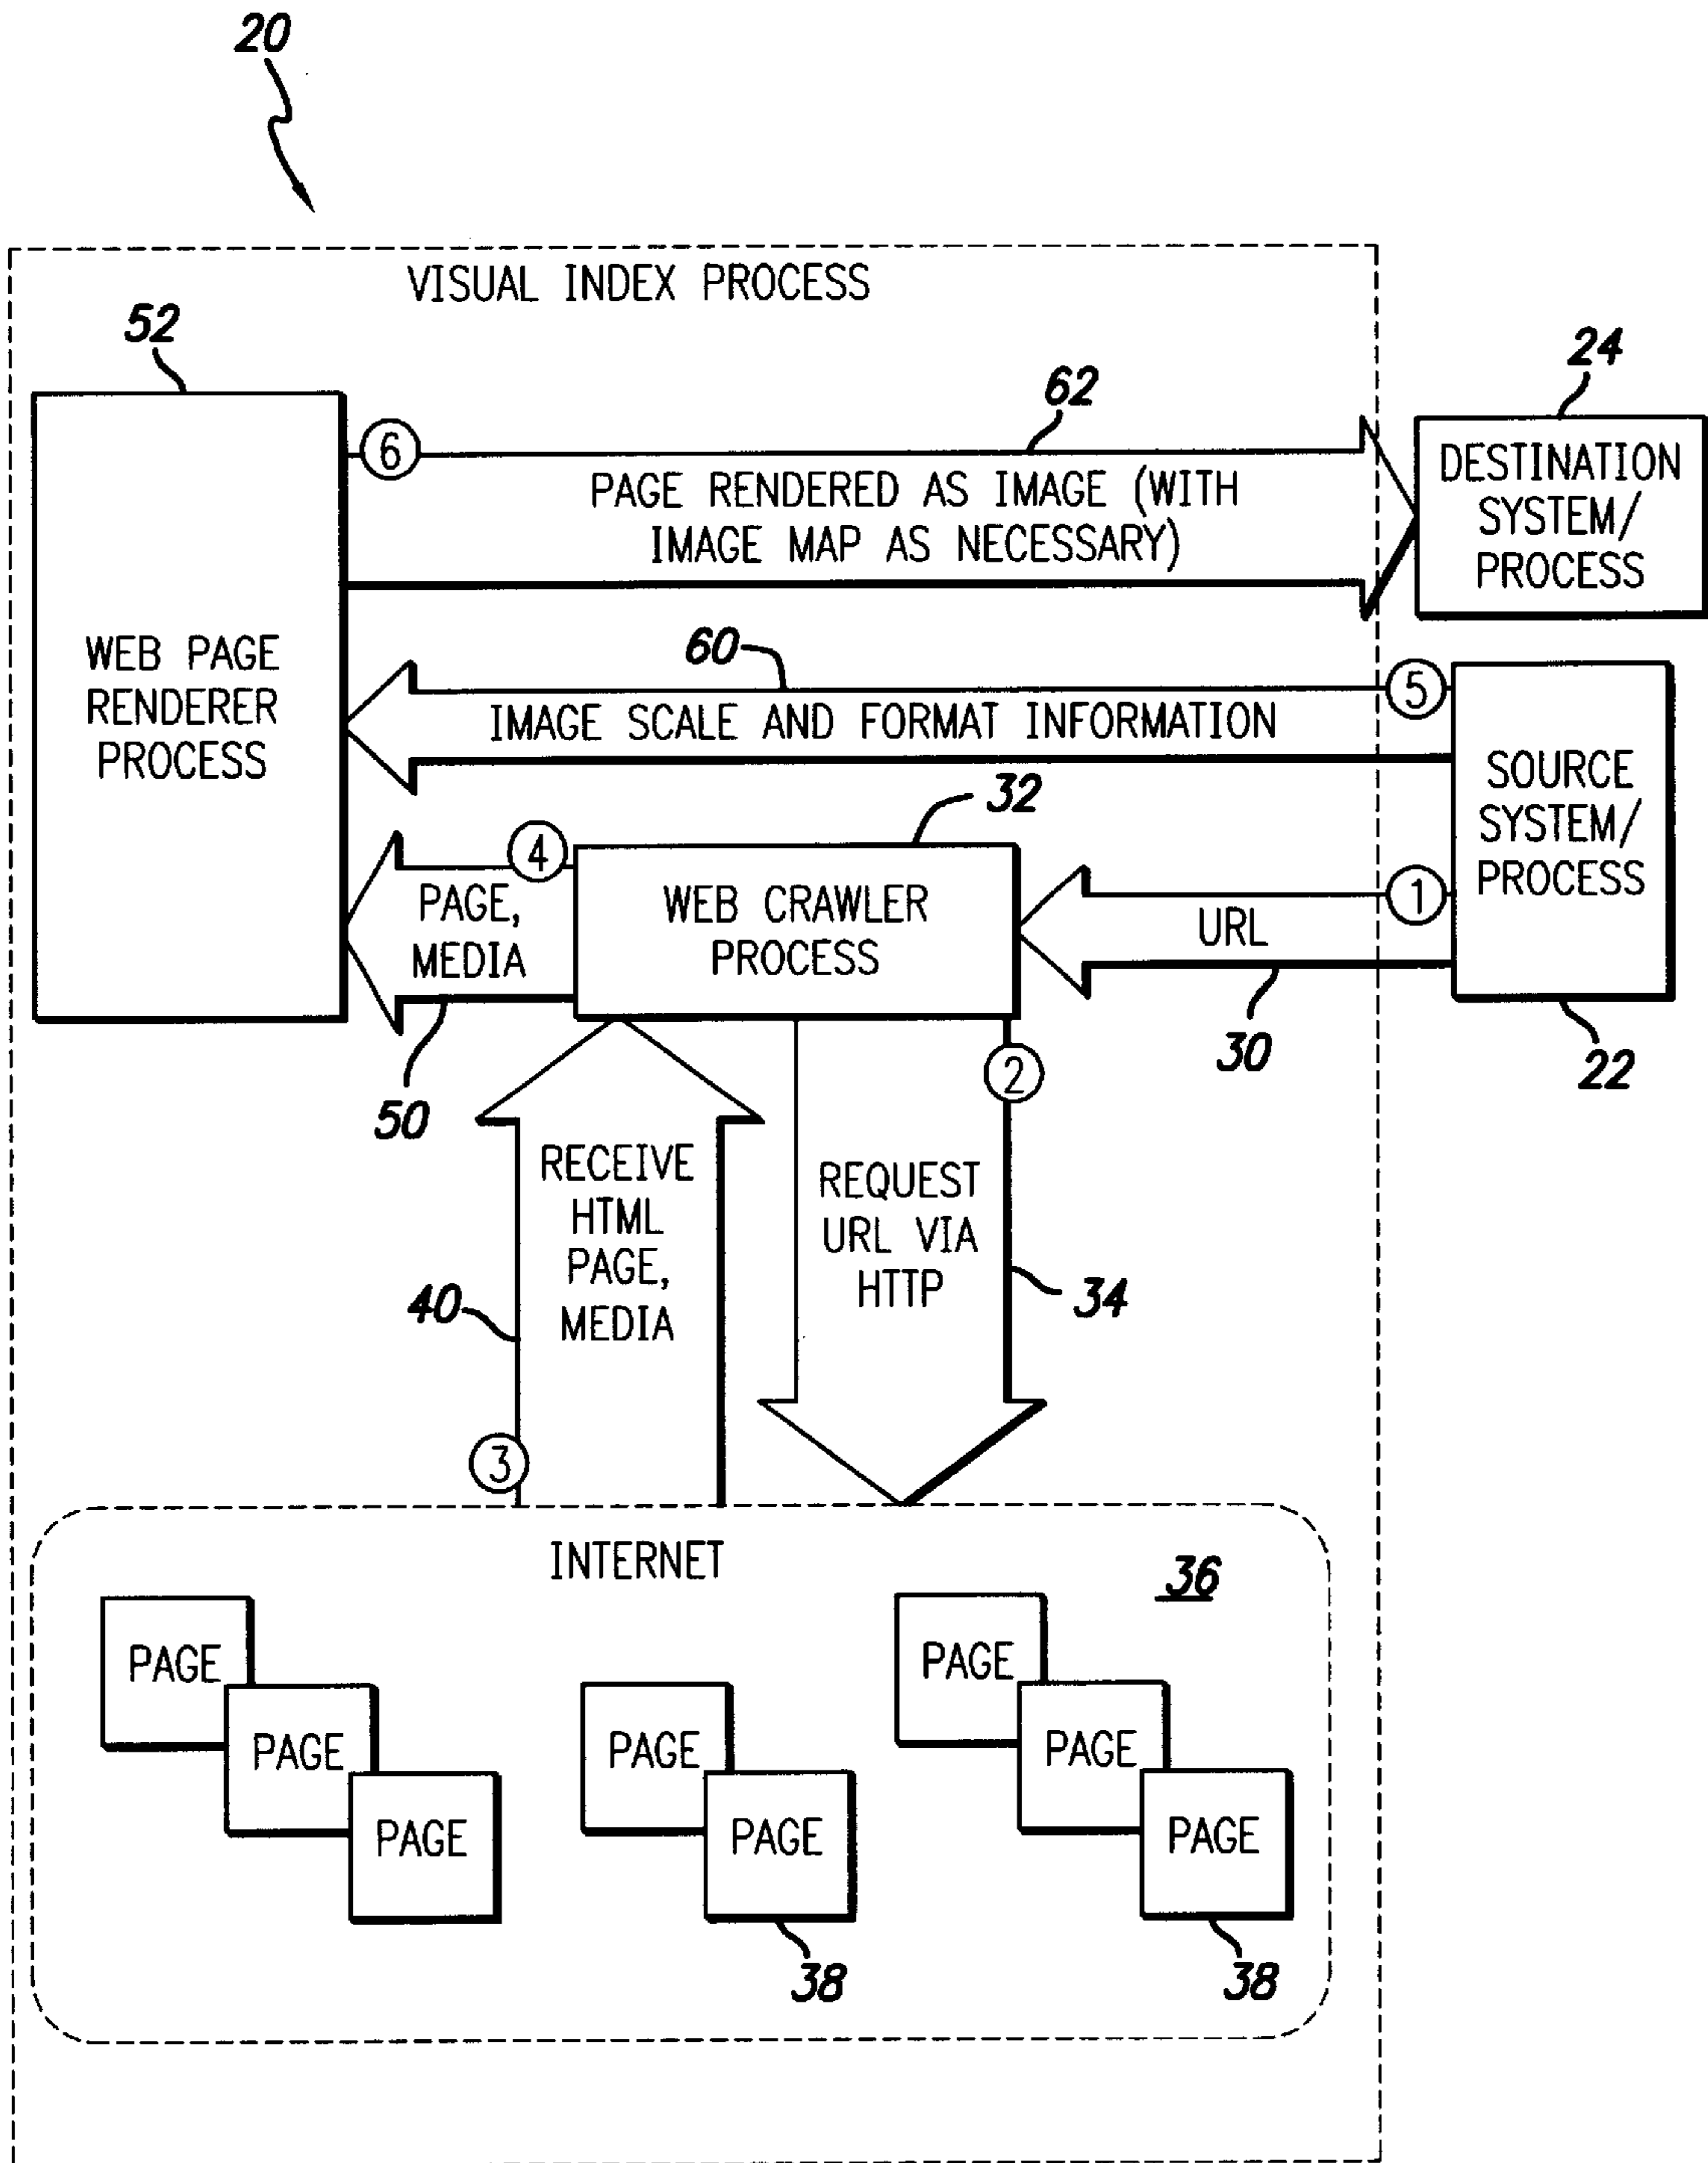 20
VISUAL INDEX PROCESS
52
24
62
6
PAGE RENDERED AS IMAGE (WITH
IMAGE MAP AS NECESSARY)
DESTINATION
SYSTEM/
PROCESS
WEB PAGE
RENDERER
PROCESS
60
5
IMAGE SCALE AND FORMAT INFORMATION
SOURCE
SYSTEM/
PROCESS
32
4
PAGE,
MEDIA
WEB CRAWLER
PROCESS
1
URL
50
2
30
22
RECEIVE
HTML
PAGE,
MEDIA
REQUEST
URL VIA
HTTP
40
34
3
INTERNET
36
PAGE
PAGE
PAGE
PAGE
PAGE
PAGE
PAGE
PAGE
38
38